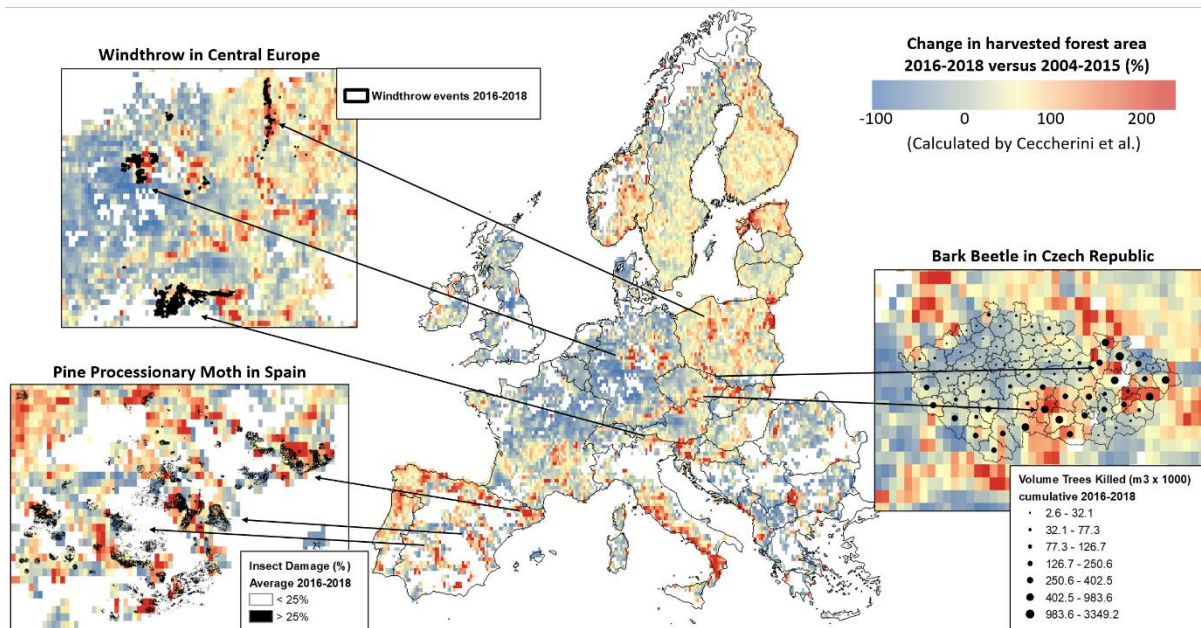 Windthrow in Central Europe
Windthrow events 2016-2018
Change in harvested forest area
2016-2018 versus 2004-2015 (%)
-100 0 100 200
(Calculated by Ceccherini et al.)
Bark Beetle in Czech Republic
Volume Trees Killed (m3 x 1000)
cumulative 2016-2018
2.6 - 32.1
32.1 - 77.3
77.3 - 126.7
126.7 - 250.6
250.6 - 402.5
402.5 - 983.6
983.6 - 3349.2
Pine Processionary Moth in Spain
Insect Damage (%)
Average 2016-2018
< 25%
> 25%